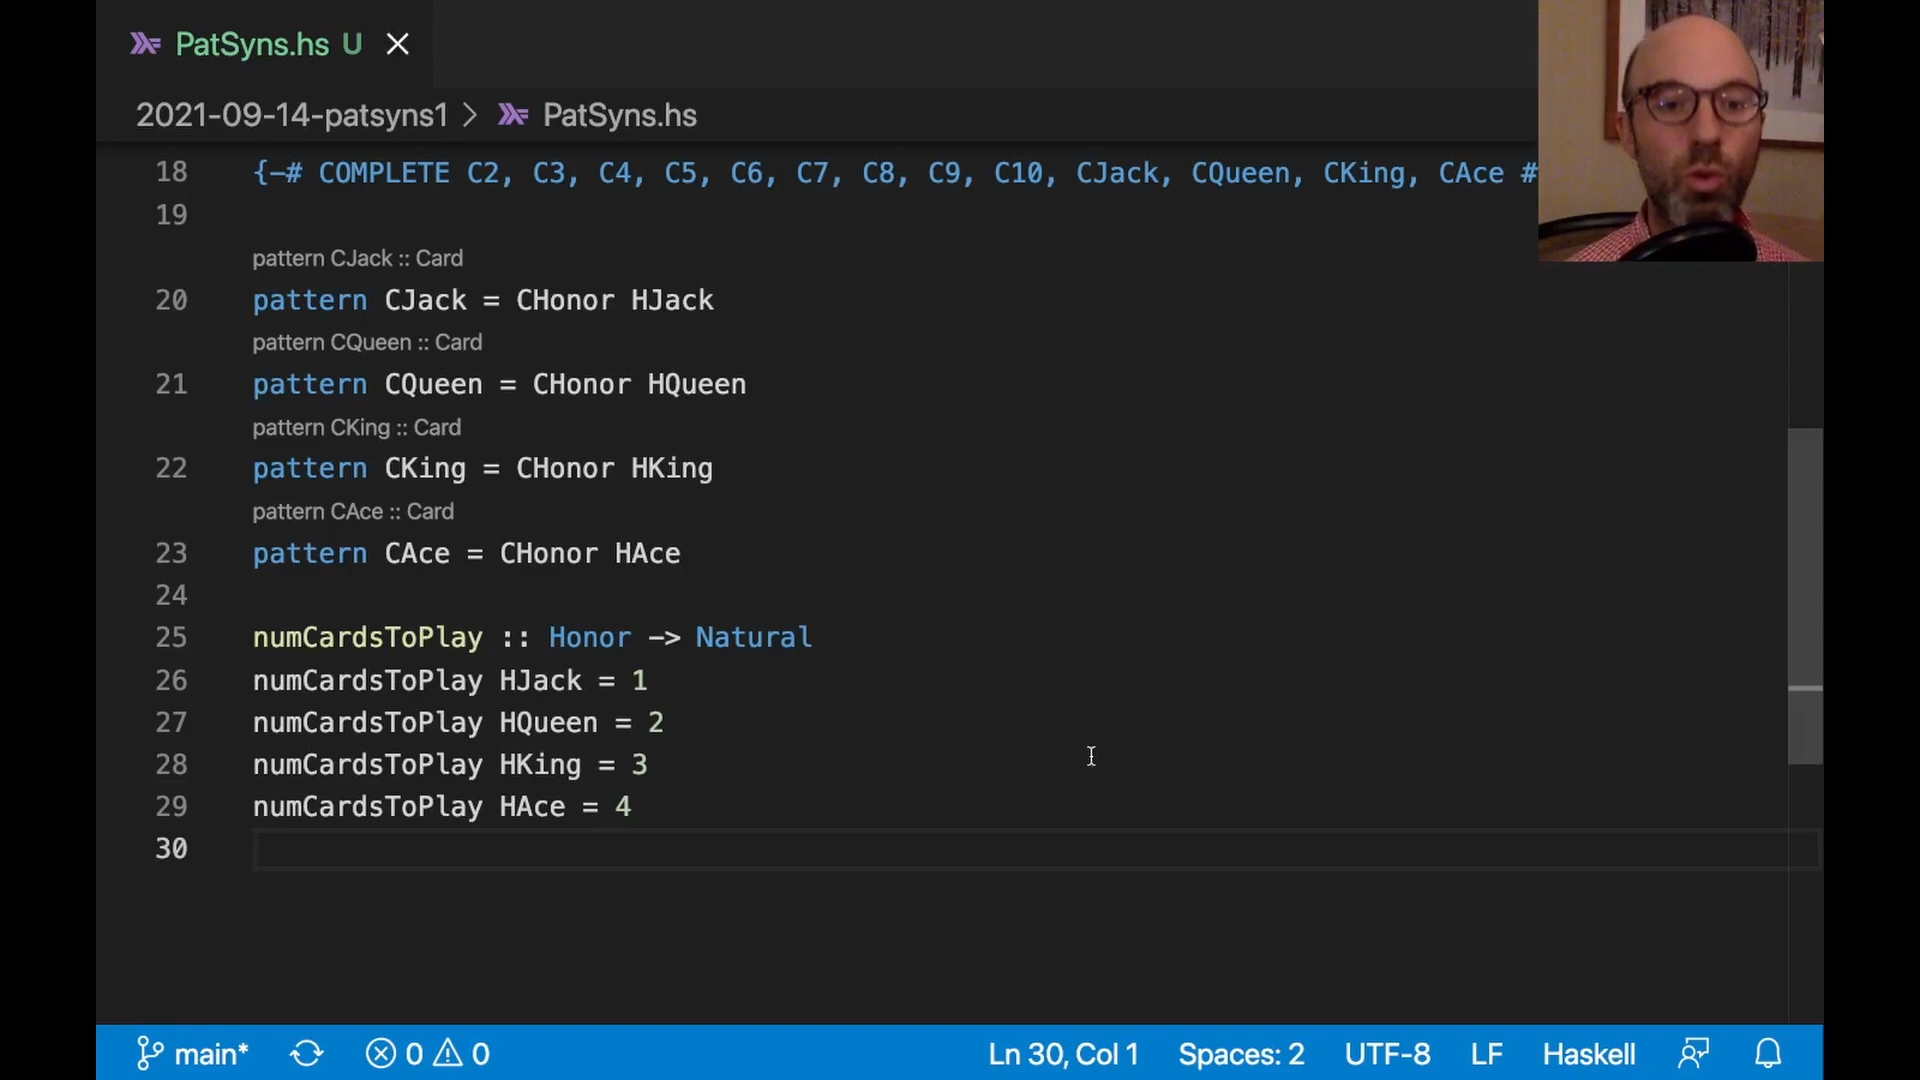 PatSyns.hs U
2021-09-14-patsyns1 > PatSyns.hs
18 {-# COMPLETE C2, C3, C4, C5, C6, C7, C8, C9, C10, CJack, CQueen, CKing, CAce #
19
pattern CJack :: Card
20 pattern CJack = CHonor HJack
pattern CQueen :: Card
21 pattern CQueen = CHonor HQueen
pattern CKing :: Card
22 pattern CKing = CHonor HKing
pattern CAce :: Card
23 pattern CAce = CHonor HAce
24
25 numCardsToPlay :: Honor -> Natural
26 numCardsToPlay HJack = 1
27 numCardsToPlay HQueen = 2
28 numCardsToPlay HKing = 3
29 numCardsToPlay HAce = 4
30
main* 0 0 Ln 30, Col 1 Spaces: 2 UTF-8 LF Haskell